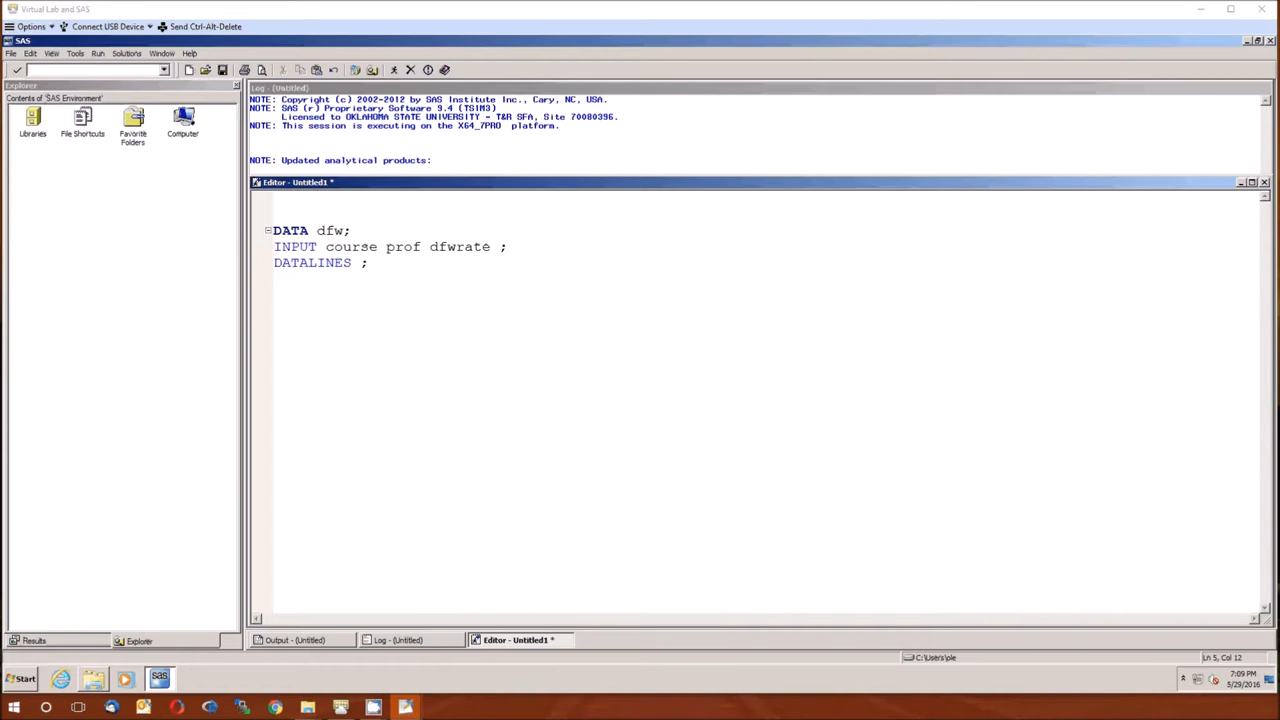 Virtual Lab and SAS
Options Connect USB Device Send Ctrl-Alt-Delete
SAS
File Edit View Tools Run Solutions Window Help
Explorer
Contents of 'SAS Environment'
Libraries File Shortcuts Favorite Folders Computer
Log - (Untitled)
NOTE: Copyright (c) 2002-2012 by SAS Institute Inc., Cary, NC, USA.
NOTE: SAS (r) Proprietary Software 9.4 (TS1M3)
Licensed to OKLAHOMA STATE UNIVERSITY - T&R SFA, Site 70080396.
NOTE: This session is executing on the X64_7PRO platform.
NOTE: Updated analytical products:
Editor - Untitled1 *
DATA dfw;
INPUT course prof dfwrate ;
DATALINES ;
Results Explorer
Output - (Untitled) Log - (Untitled) Editor - Untitled1 *
C:\Users\ple Ln 5, Col 12
Start sas 7:09 PM
5/29/2016